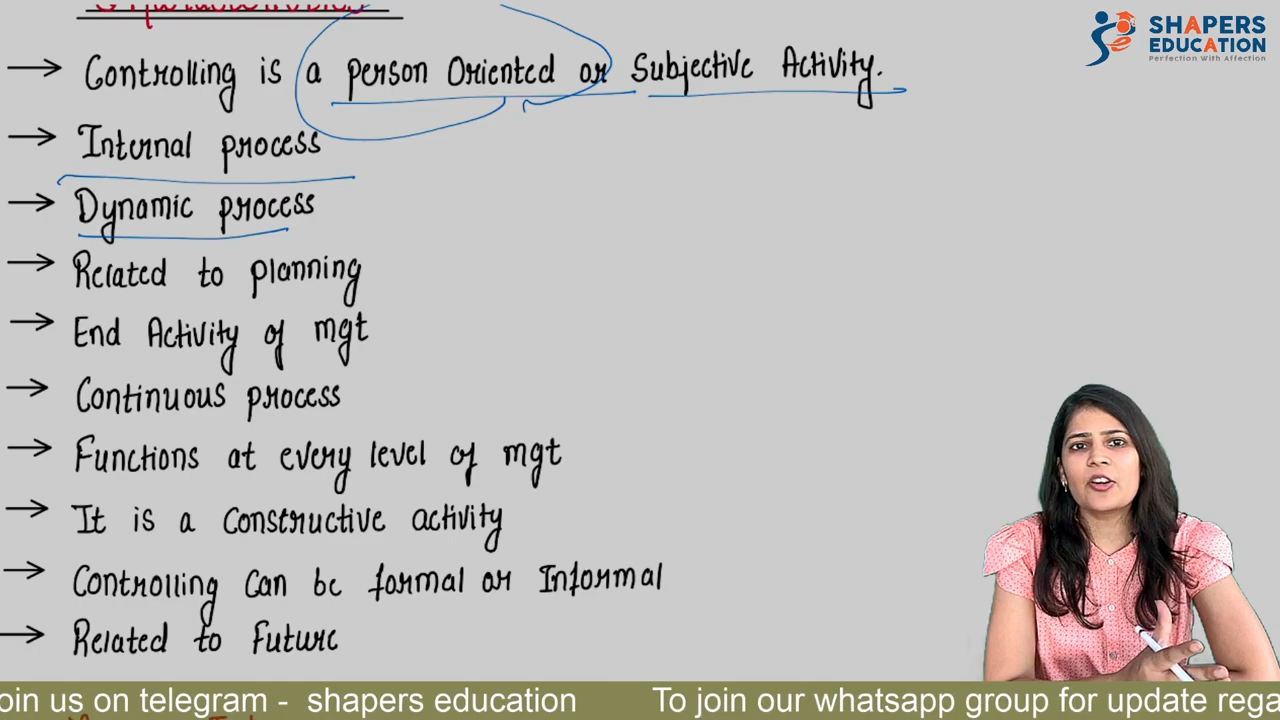 SHAPERS
EDUCATION
Perfection With Affection
→ Controlling is a person Oriented or Subjective Activity.
→ Internal process
→ Dynamic process
→ Related to planning
→ End Activity of mgt
→ Continuous process
→ Functions at every level of mgt
→ It is a constructive activity
→ Controlling Can be formal or Informal
→ Related to Future
oin us on telegram - shapers education To join our whatsapp group for update rega